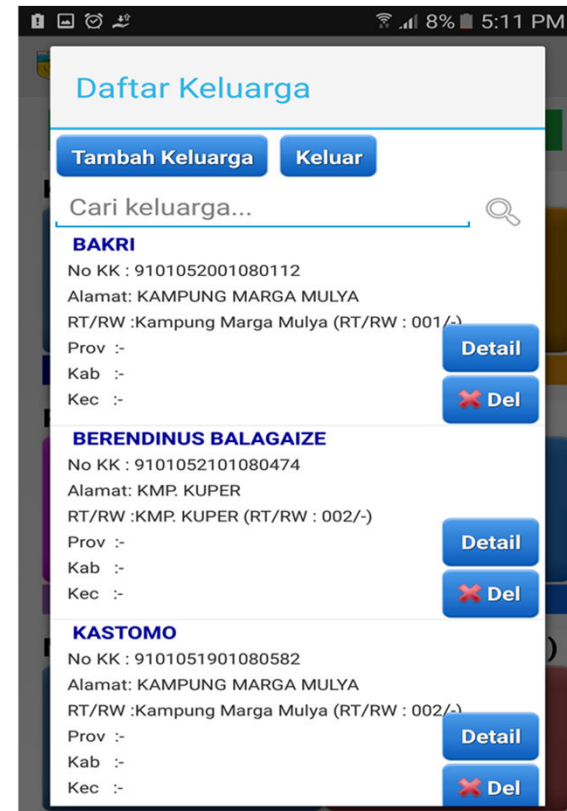 8% 5:11 PM
Daftar Keluarga
Tambah Keluarga Keluar
Cari keluarga...
BAKRI
No KK : 9101052001080112
Alamat: KAMPUNG MARGA MULYA
RT/RW :Kampung Marga Mulya (RT/RW : 001/-)
Prov :-
Detail
Kab :-
Kec :-
Del
BERENDINUS BALAGAIZE
No KK : 9101052101080474
Alamat: KMP. KUPER
RT/RW :KMP. KUPER (RT/RW : 002/-)
Prov :-
Detail
Kab :-
Kec :-
Del
KASTOMO
No KK : 9101051901080582
Alamat: KAMPUNG MARGA MULYA
RT/RW :Kampung Marga Mulya (RT/RW : 002/-)
Prov :-
Detail
Kab :-
Kec :-
Del